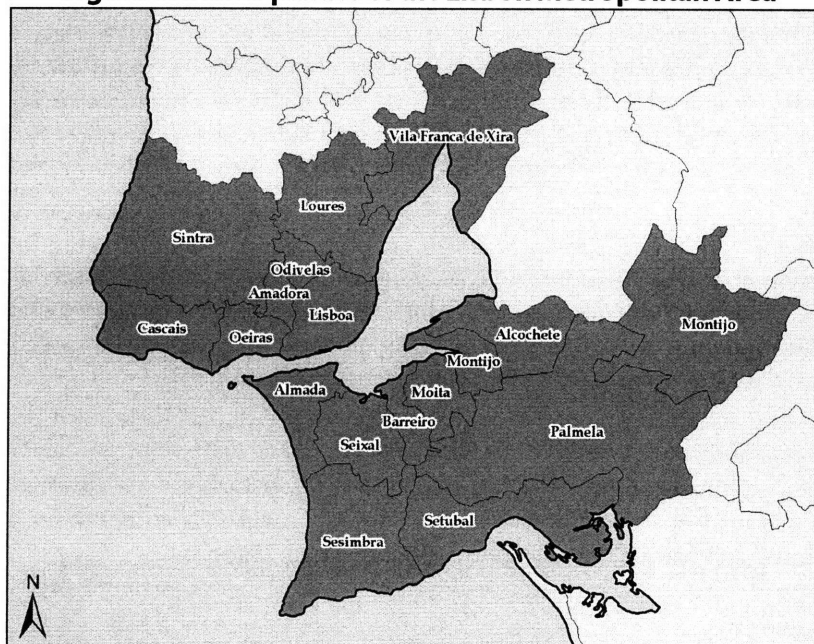 Vila Franca de Xira
Loures
Sintra
Odivelas
Amadora
Lisboa
Cascais
Oeiras
Alcochete
Montijo
Montijo
Almada
Moita
Barreiro
Seixal
Palmela
Setubal
Sesimbra
N